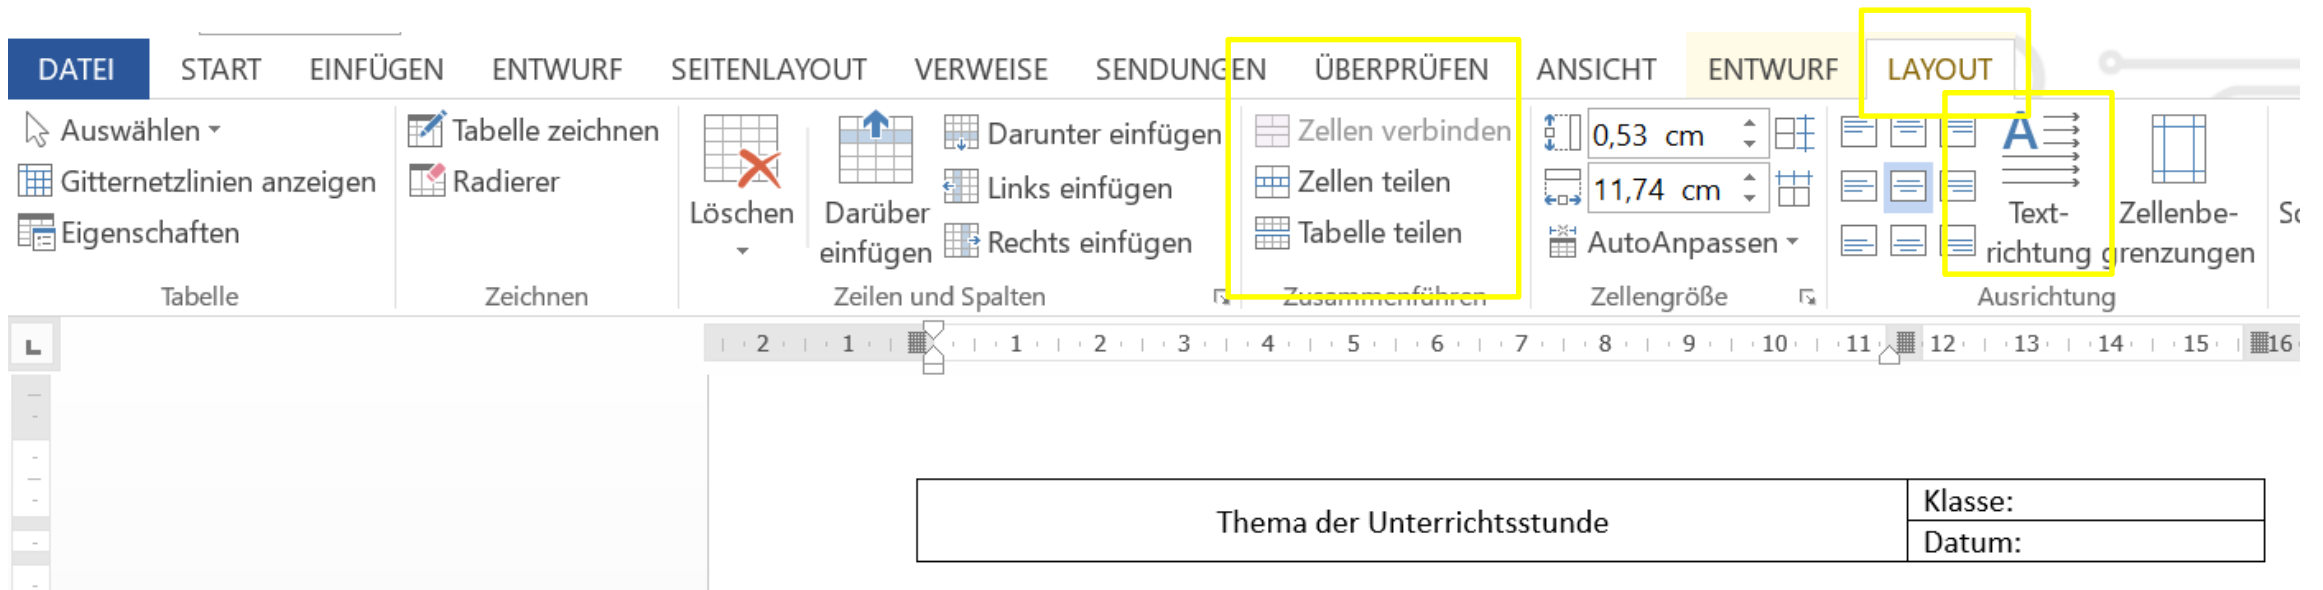 DATEI START EINFÜGEN ENTWURF SEITENLAYOUT VERWEISE SENDUNGEN ÜBERPRÜFEN ANSICHT ENTWURF LAYOUT
Auswählen
Gitternetzlinien anzeigen
Eigenschaften
Tabelle
Tabelle zeichnen
Radierer
Zeichnen
Löschen
Darüber
einfügen
Darunter einfügen
Links einfügen
Rechts einfügen
Zeilen und Spalten
Zellen verbinden
Zellen teilen
Tabelle teilen
Zusammenführen
0,53 cm
11,74 cm
AutoAnpassen
Zellengröße
A
Text-
richtung
Zellenbe-
grenzungen
Ausrichtung
L
2 1 1 2 3 4 5 6 7 8 9 10 11 12 13 14 15 16
Thema der Unterrichtsstunde
Klasse:
Datum: